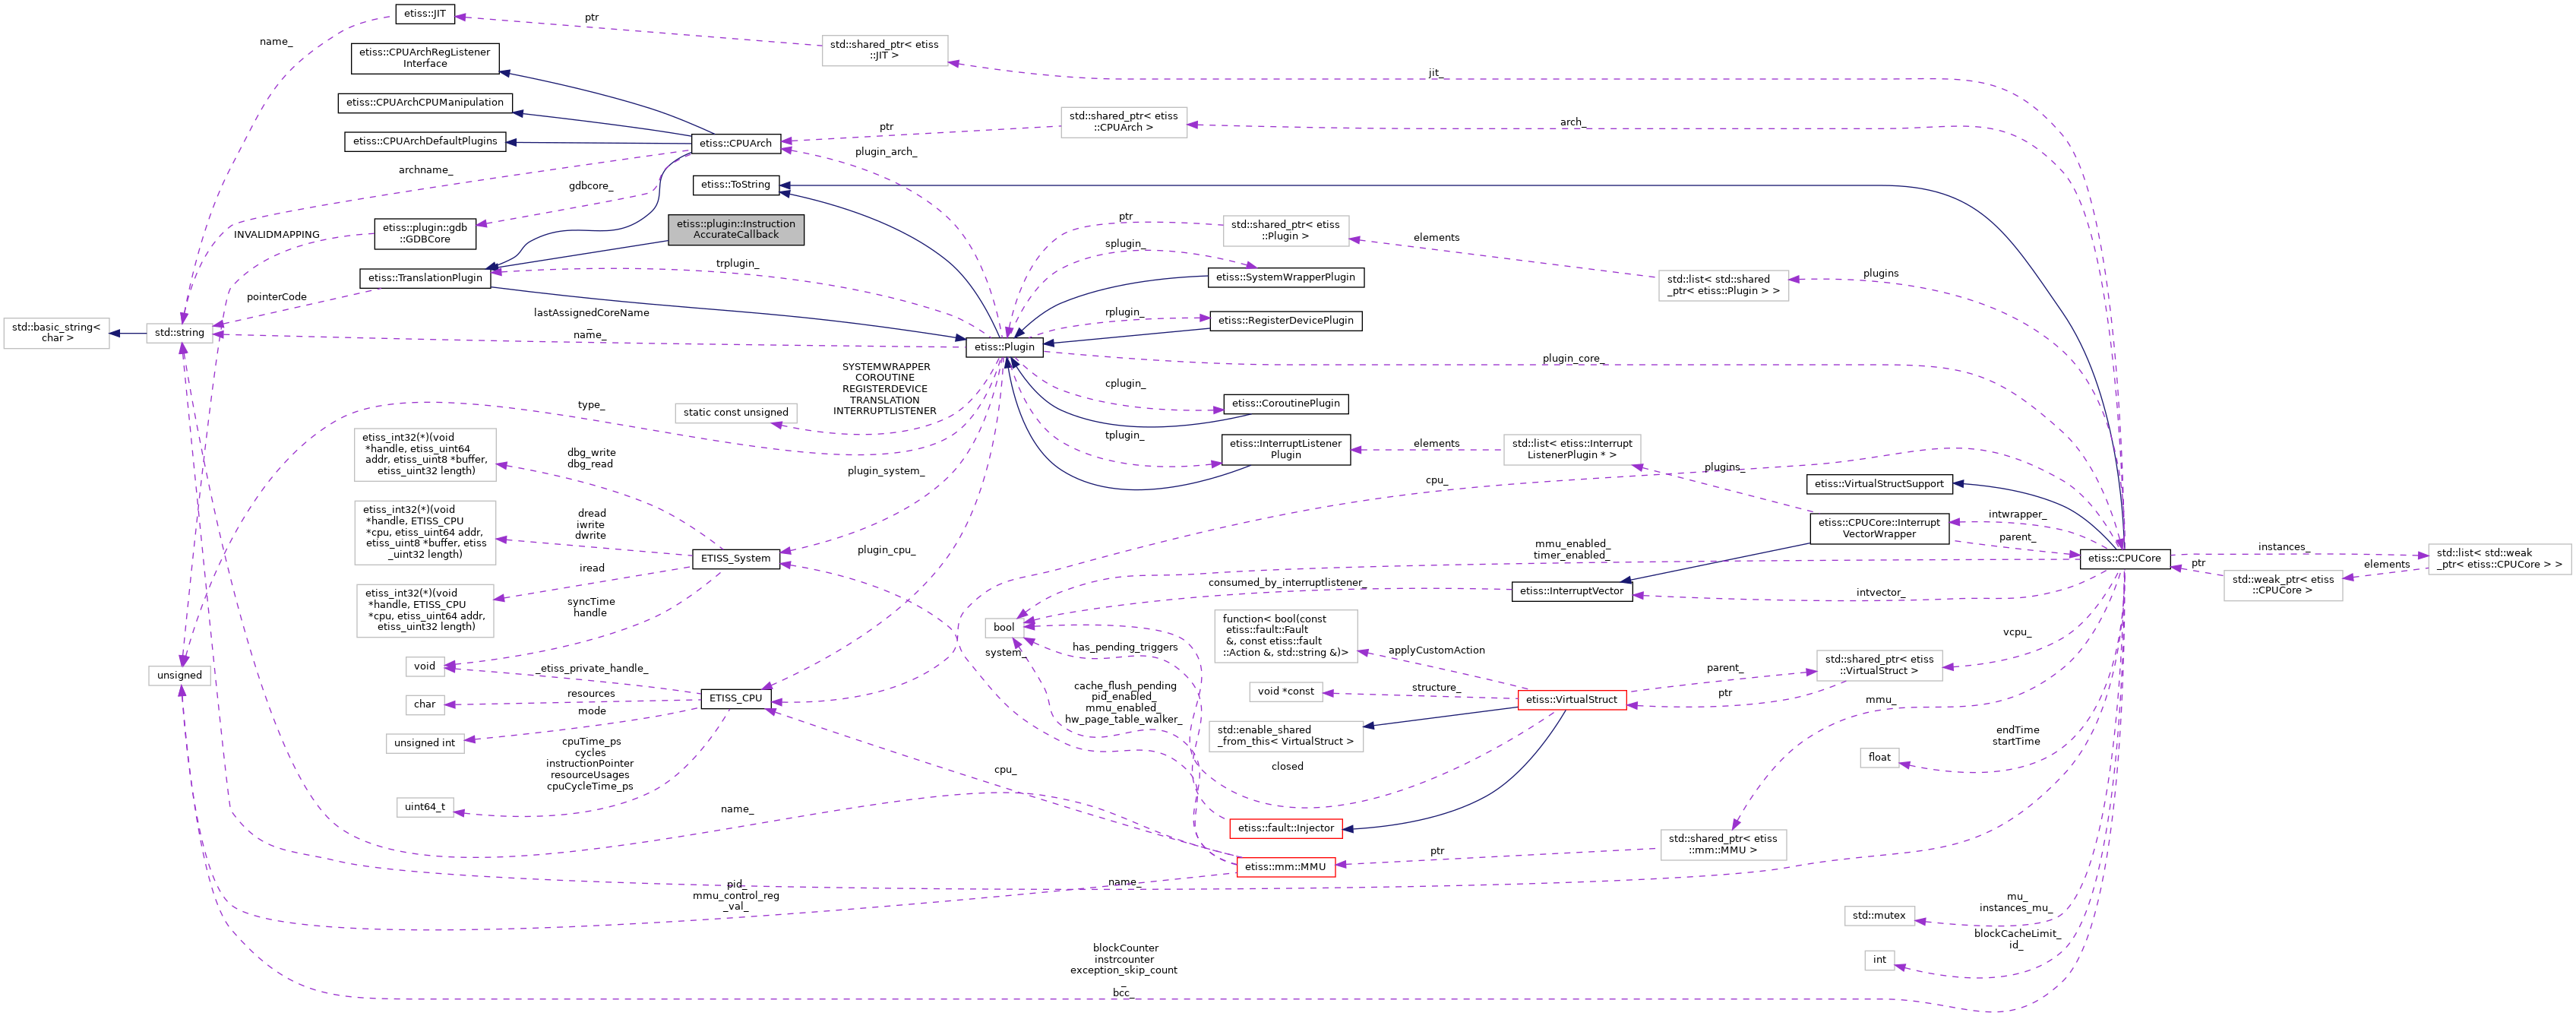 etiss::JIT
ptr
name_
std::shared_ptr< etiss
::JIT >
etiss::CPUArchRegListener
Interface
jit_
etiss::CPUArchCPUManipulation
std::shared_ptr< etiss
::CPUArch >
arch_
ptr
etiss::CPUArchDefaultPlugins
etiss::CPUArch
plugin_arch_
archname_
gdbcore_
etiss::ToString
etiss::plugin::gdb
::GDBCore
INVALIDMAPPING
etiss::plugin::Instruction
AccurateCallback
ptr
std::shared_ptr< etiss
::Plugin >
elements
splugin_
trplugin_
etiss::TranslationPlugin
etiss::SystemWrapperPlugin
std::list< std::shared
_ptr< etiss::Plugin > >
plugins
pointerCode
lastAssignedCoreName
_
name_
rplugin_
etiss::RegisterDevicePlugin
std::basic_string<
char >
std::string
etiss::Plugin
plugin_core_
SYSTEMWRAPPER
COROUTINE
REGISTERDEVICE
TRANSLATION
INTERRUPTLISTENER
cplugin_
etiss::CoroutinePlugin
static const unsigned
type_
tplugin_
etiss::InterruptListener
Plugin
elements
std::list< etiss::Interrupt
ListenerPlugin * >
plugins_
etiss_int32(*)(void
*handle, etiss_uint64
addr, etiss_uint8 *buffer,
etiss_uint32 length)
dbg_write
dbg_read
plugin_system_
cpu_
etiss::VirtualStructSupport
etiss_int32(*)(void
*handle, ETISS_CPU
*cpu, etiss_uint64 addr,
etiss_uint8 *buffer, etiss
_uint32 length)
dread
iwrite
dwrite
plugin_cpu_
etiss::CPUCore::Interrupt
VectorWrapper
intwrapper_
parent_
ETISS_System
mmu_enabled_
timer_enabled_
etiss::CPUCore
instances_
std::list< std::weak
_ptr< etiss::CPUCore > >
elements
ptr
std::weak_ptr< etiss
::CPUCore >
iread
etiss_int32(*)(void
*handle, ETISS_CPU
*cpu, etiss_uint64 addr,
etiss_uint32 length)
syncTime
handle
consumed_by_interruptlistener_
etiss::InterruptVector
intvector_
bool
function< bool(const
etiss::fault::Fault
&, const etiss::fault
::Action &, std::string &)>
vcpu_
system_
has_pending_triggers
applyCustomAction
std::shared_ptr< etiss
::VirtualStruct >
void
_etiss_private_handle_
unsigned
parent_
ptr
void *const
structure_
etiss::VirtualStruct
mmu_
char
resources
ETISS_CPU
cache_flush_pending
pid_enabled_
mmu_enabled_
hw_page_table_walker_
mode
unsigned int
std::enable_shared
_from_this< VirtualStruct >
endTime
startTime
float
cpuTime_ps
cycles
instructionPointer
resourceUsages
cpuCycleTime_ps
cpu_
closed
uint64_t
name_
etiss::fault::Injector
std::shared_ptr< etiss
::mm::MMU >
ptr
etiss::mm::MMU
name_
pid_
mmu_control_reg
_val_
mu_
instances_mu_
std::mutex
blockCacheLimit_
id_
int
blockCounter
instrcounter
exception_skip_count
_
bcc_